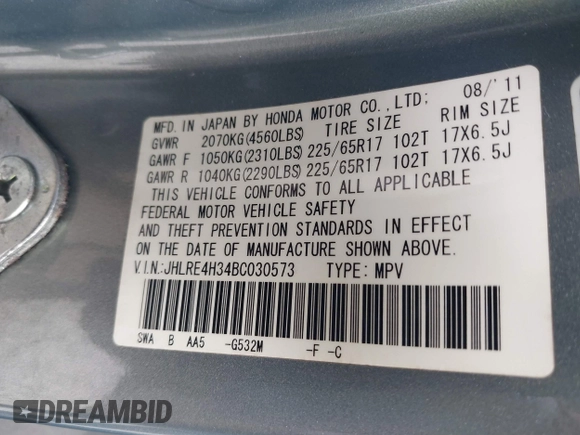 MFD. IN JAPAN BY HONDA MOTOR CO., LTD: 08/'11
GVWR 2070KG(4560LBS) TIRE SIZE RIM SIZE
GAWR F 1050KG(2310LBS) 225/65R17 102T 17X6.5J
GAWR R 1040KG(2290LBS) 225/65R17 102T 17X6.5J
THIS VEHICLE CONFORMS TO ALL APPLICABLE
FEDERAL MOTOR VEHICLE SAFETY
AND THEFT PREVENTION STANDARDS IN EFFECT
ON THE DATE OF MANUFACTURE SHOWN ABOVE.
V.I.N.:JHLRE4H34BC030573 TYPE: MPV
SWA B AA5 -G532M -F -C
DREAMBID